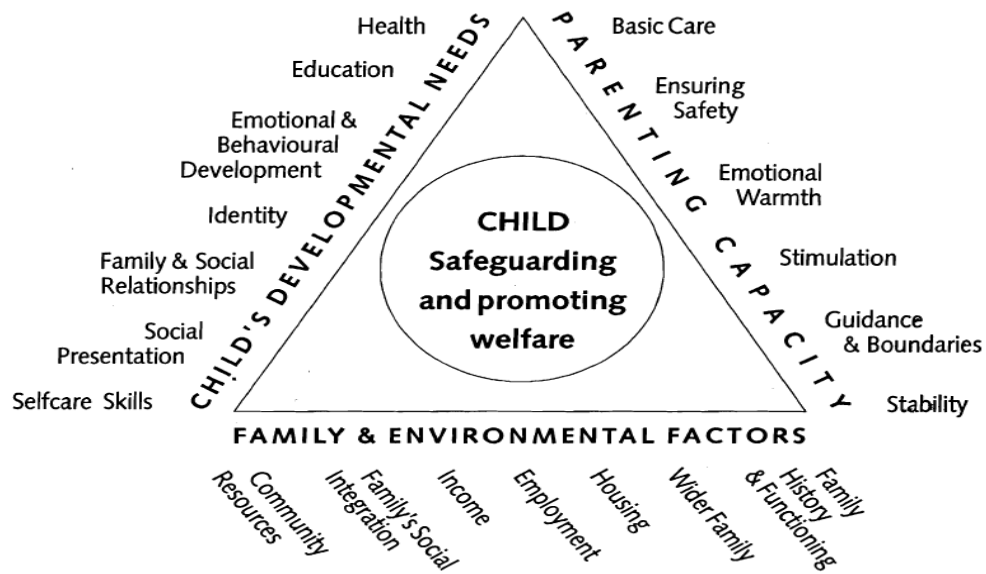 Health
Education
Emotional &
Behavioural
Development
Identity
Family & Social
Relationships
Social
Presentation
Selfcare Skills
CHILD'S DEVELOPMENTAL NEEDS
CHILD
Safeguarding
and promoting
welfare
PARENTING CAPACITY
Basic Care
Ensuring
Safety
Emotional
Warmth
Stimulation
Guidance
& Boundaries
Stability
FAMILY & ENVIRONMENTAL FACTORS
Community
Resources
Family's Social
Integration
Income
Employment
Housing
Wider Family
Family
History
& Functioning